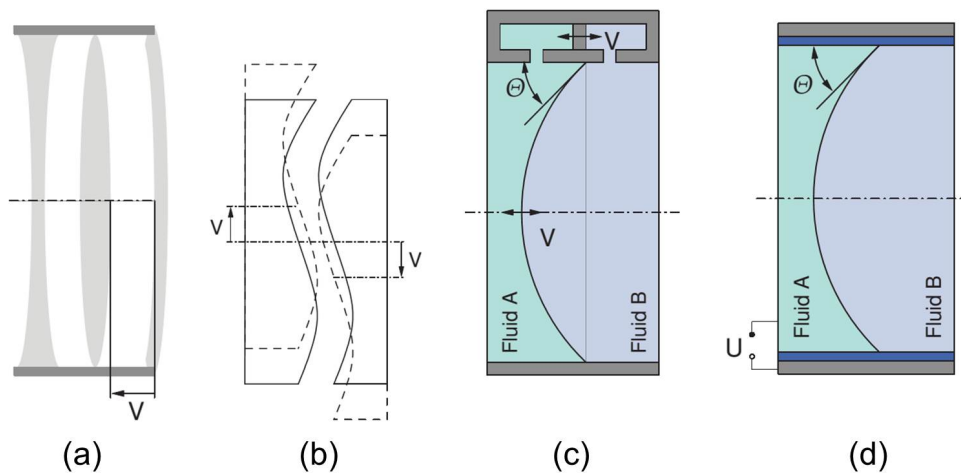 V
V
V
V
Θ
V
Fluid A
Fluid B
Θ
U
Fluid A
Fluid B
(a)
(b)
(c)
(d)